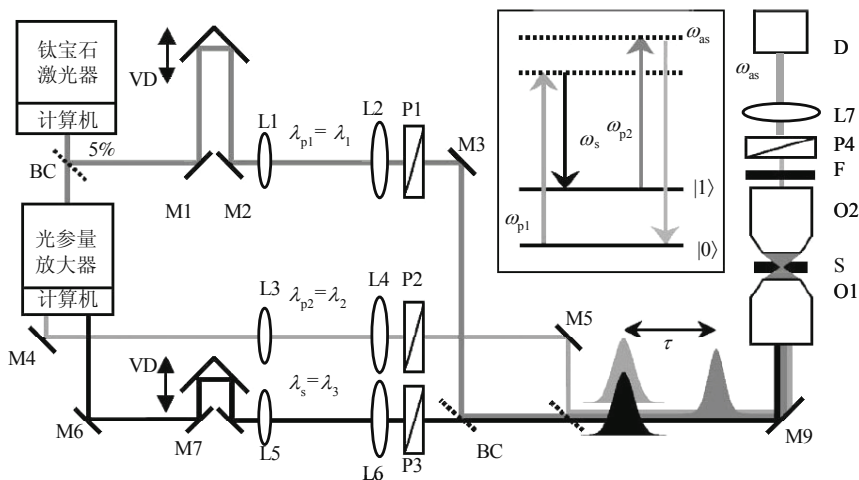 钛宝石
激光器
计算机
VD
5%
BC
L1
λp1= λ1
L2
P1
M3
M1
M2
光参量
放大器
计算机
M4
L3
λp2=λ2
L4
P2
M5
VD
M6
M7
λs=λ3
L5
L6
P3
BC
τ
M9
ωas
ωs
ωp2
ωp1
|1⟩
|0⟩
D
ωas
L7
P4
F
O2
S
O1